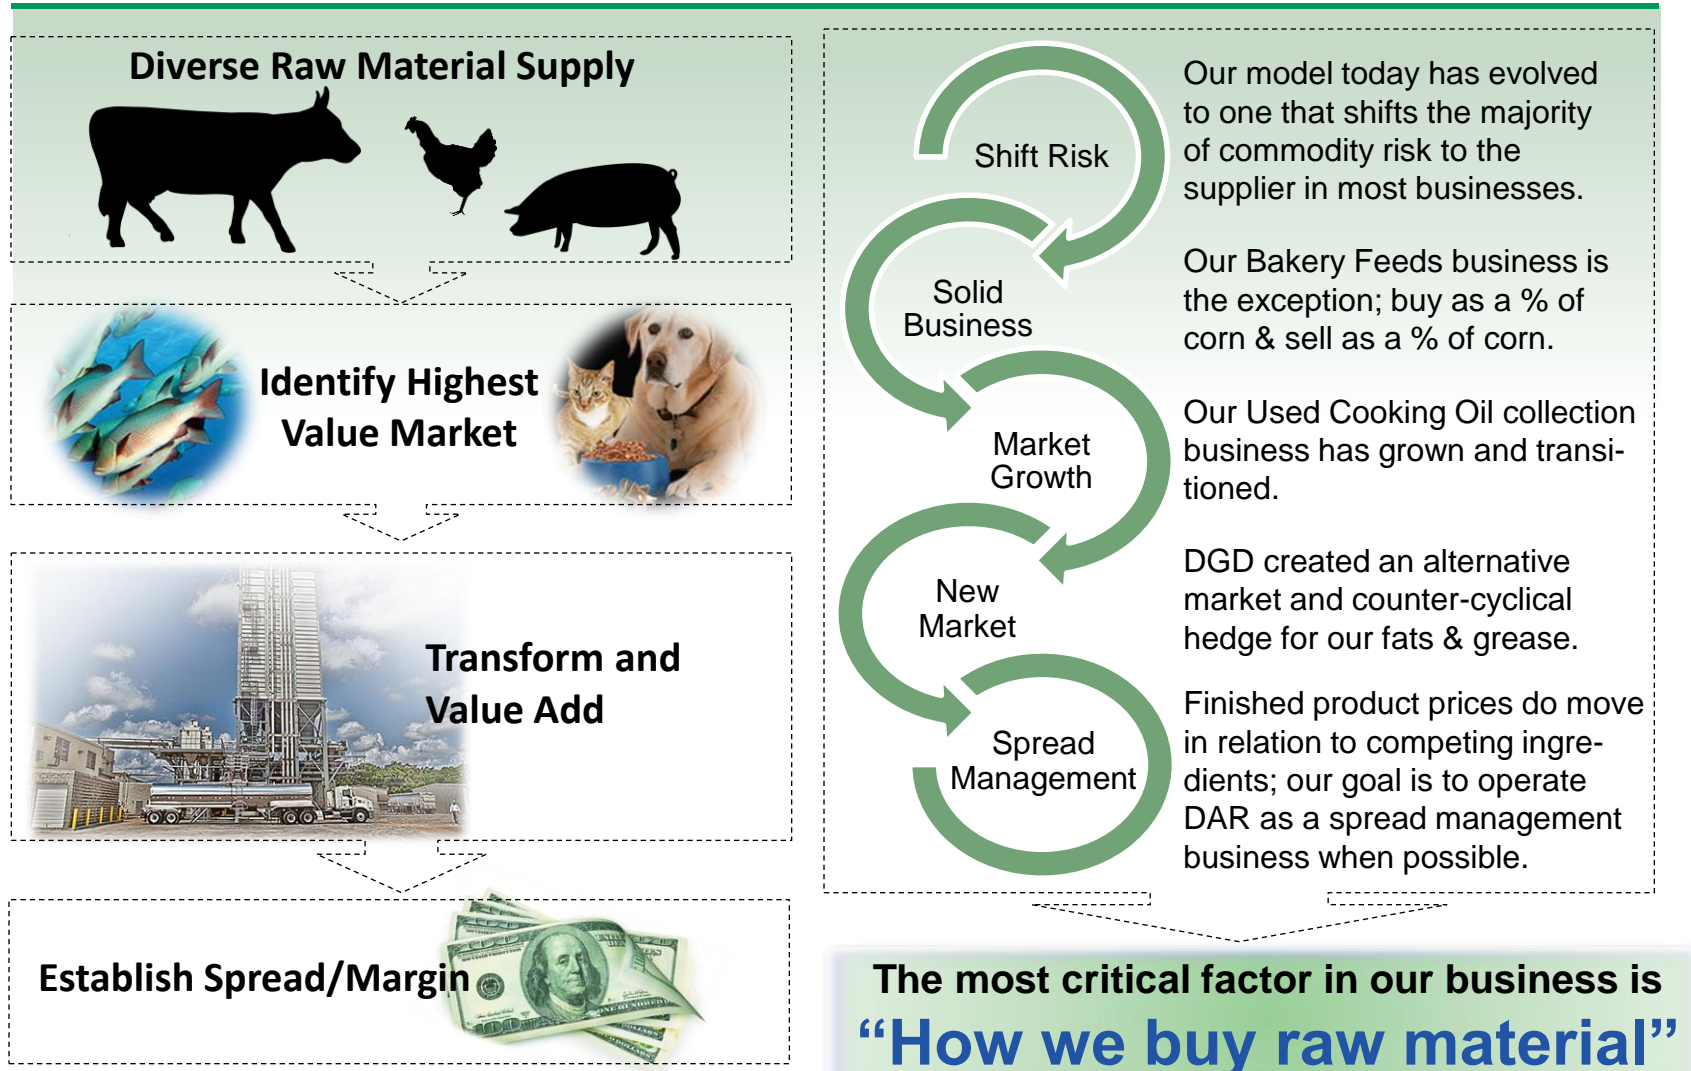 Diverse Raw Material Supply
Identify Highest
Value Market
Transform and
Value Add
Establish Spread/Margin
Shift Risk
Our model today has evolved
to one that shifts the majority
of commodity risk to the
supplier in most businesses.
Solid
Business
Our Bakery Feeds business is
the exception; buy as a % of
corn & sell as a % of corn.
Market
Growth
Our Used Cooking Oil collection
business has grown and transi-
tioned.
New
Market
DGD created an alternative
market and counter-cyclical
hedge for our fats & grease.
Spread
Management
Finished product prices do move
in relation to competing ingre-
dients; our goal is to operate
DAR as a spread management
business when possible.
The most critical factor in our business is
“How we buy raw material”